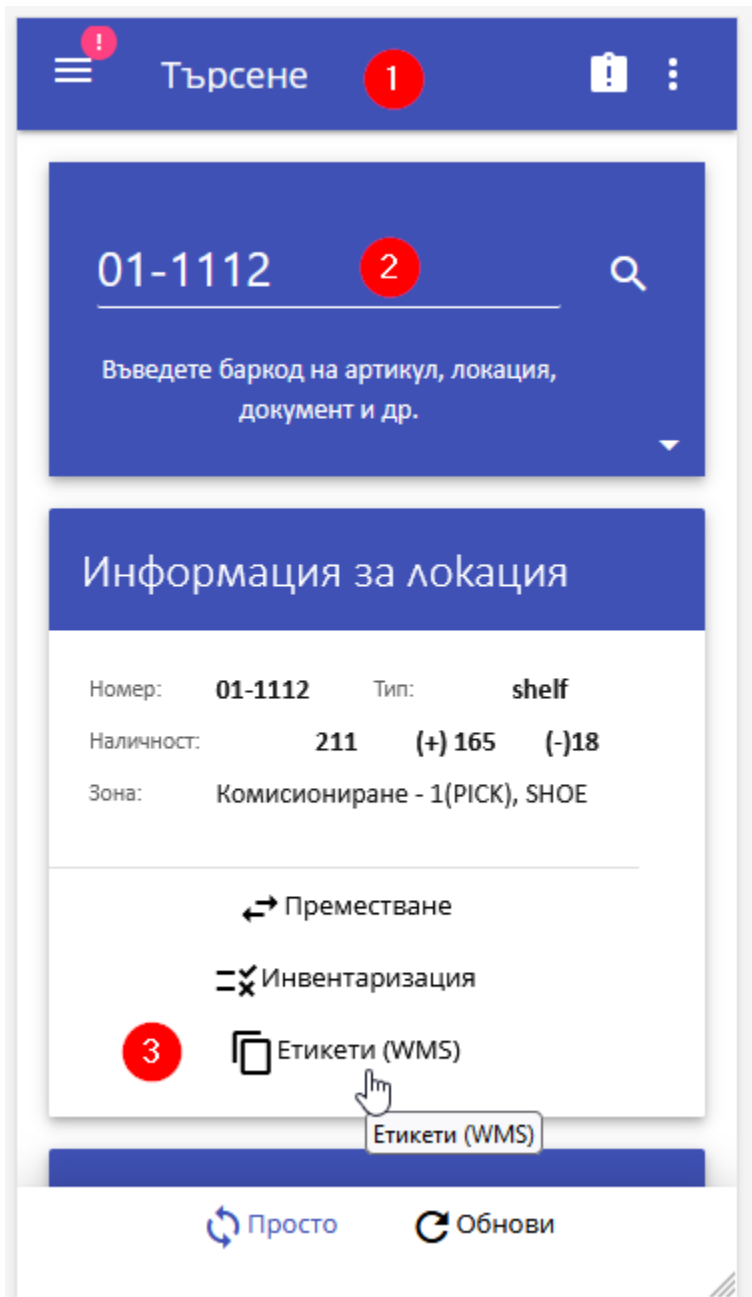 !
Търсене 1
01-1112 2
Въведете баркод на артикул, локация,
документ и др.
Информация за локация
Номер: 01-1112 Тип: shelf
Наличност: 211 (+) 165 (-)18
Зона: Комисиониране - 1(PICK), SHOE
Преместване
Инвентаризация
3 Етикети (WMS)
Етикети (WMS)
Просто Обнови